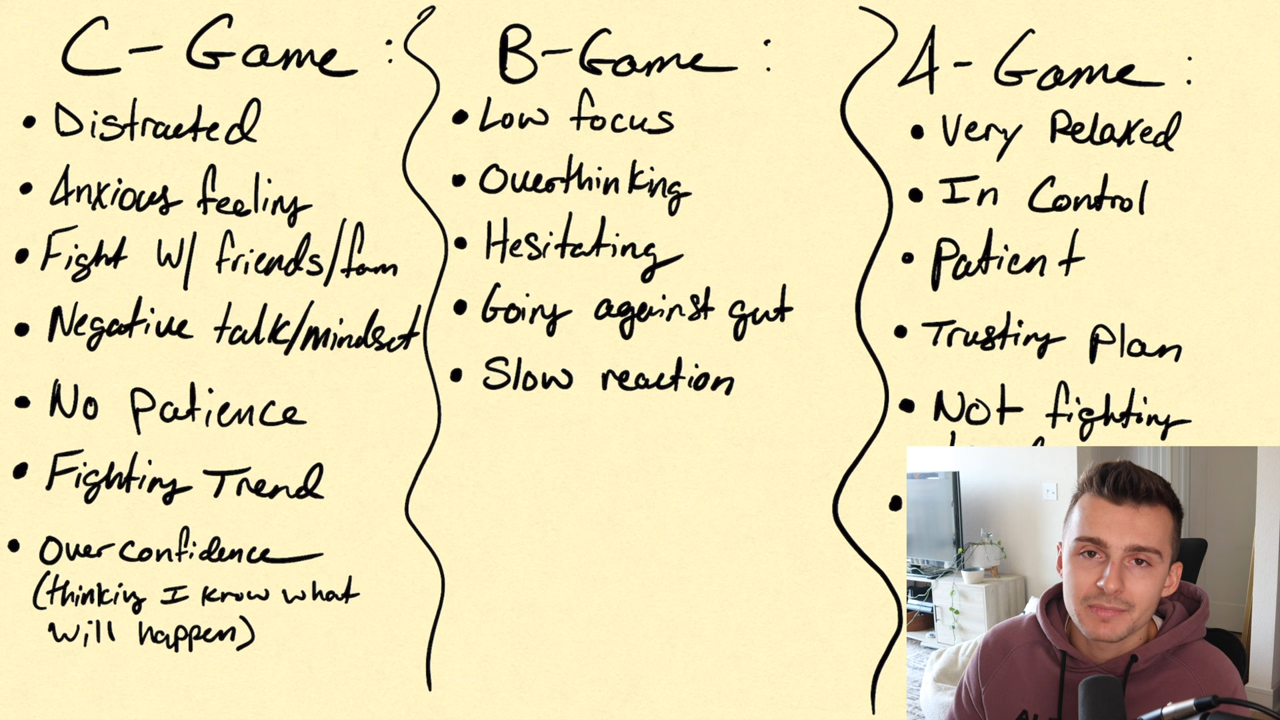 C-Game:
• Distracted
• Anxious feeling
• Fight w/ friends/fam
• Negative talk/mindset
• No patience
• Fighting Trend
• Over confidence
(thinking I know what
will happen)
B-Game:
• Low focus
• Overthinking
• Hesitating
• Going against gut
• Slow reaction
A-Game:
• Very Relaxed
• In Control
• Patient
• Trusting Plan
• Not fighting